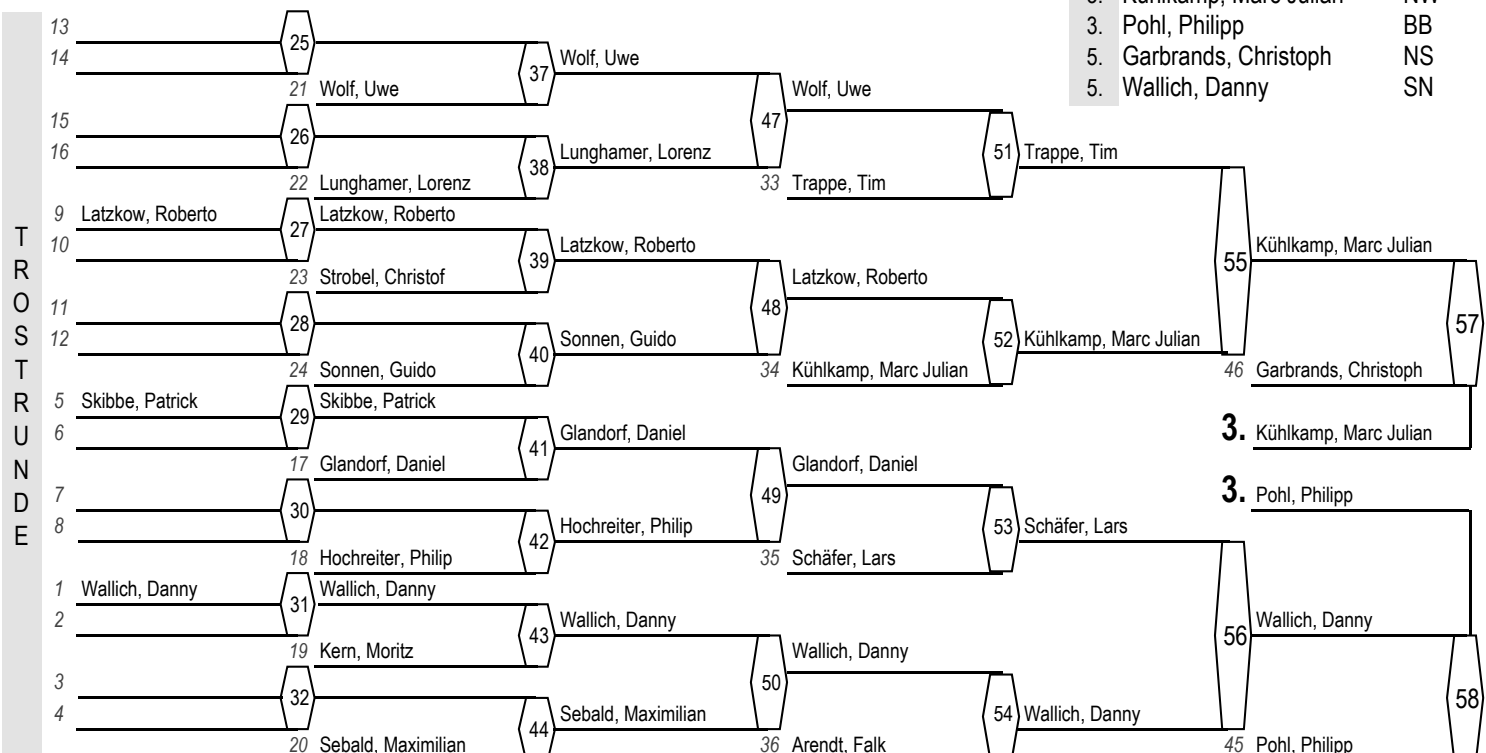 3. Kühlkamp, Marc Julian NW
3. Pohl, Philipp BB
5. Garbrands, Christoph NS
5. Wallich, Danny SN
TROSTRUNDE
13
25
14
37
Wolf, Uwe
21 Wolf, Uwe
Wolf, Uwe
15
26
47
16
38
Lunghamer, Lorenz
51
Trappe, Tim
22 Lunghamer, Lorenz
33 Trappe, Tim
9 Latzkow, Roberto
27
Latzkow, Roberto
10
39
Latzkow, Roberto
55
Kühlkamp, Marc Julian
23 Strobel, Christof
Latzkow, Roberto
11
28
48
57
12
40
Sonnen, Guido
52
Kühlkamp, Marc Julian
24 Sonnen, Guido
34 Kühlkamp, Marc Julian
46 Garbrands, Christoph
5 Skibbe, Patrick
29
Skibbe, Patrick
6
41
Glandorf, Daniel
3. Kühlkamp, Marc Julian
17 Glandorf, Daniel
Glandorf, Daniel
7
30
49
3. Pohl, Philipp
8
42
Hochreiter, Philip
53
Schäfer, Lars
18 Hochreiter, Philip
35 Schäfer, Lars
1 Wallich, Danny
31
Wallich, Danny
2
43
Wallich, Danny
56
Wallich, Danny
19 Kern, Moritz
Wallich, Danny
3
32
50
58
4
44
Sebald, Maximilian
54
Wallich, Danny
20 Sebald, Maximilian
36 Arendt, Falk
45 Pohl, Philipp